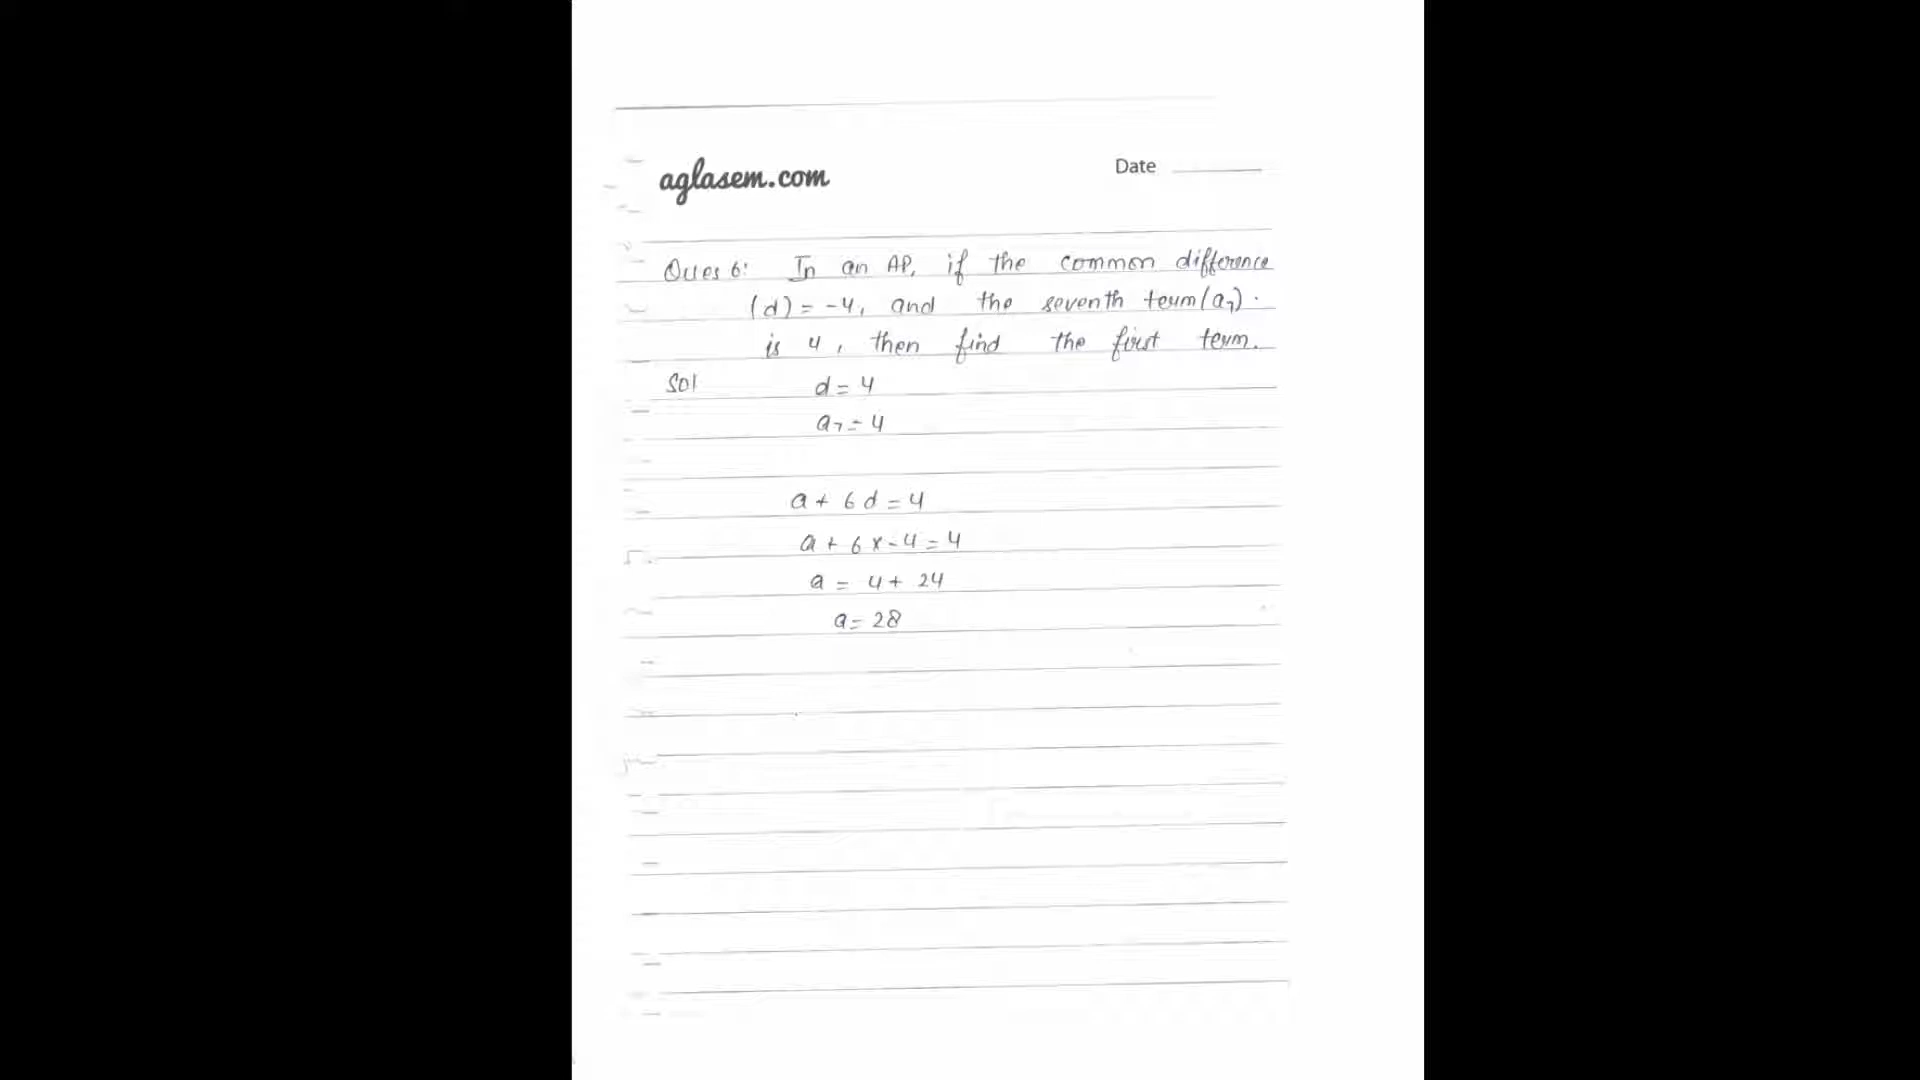 aglasem.com
Date
Ques 6: In an AP, if the common difference
(d) = -4, and the seventh term (a7).
is 4, then find the first term.
Sol d = 4
a7 = 4
a + 6d = 4
a + 6 x -4 = 4
a = 4 + 24
a = 28